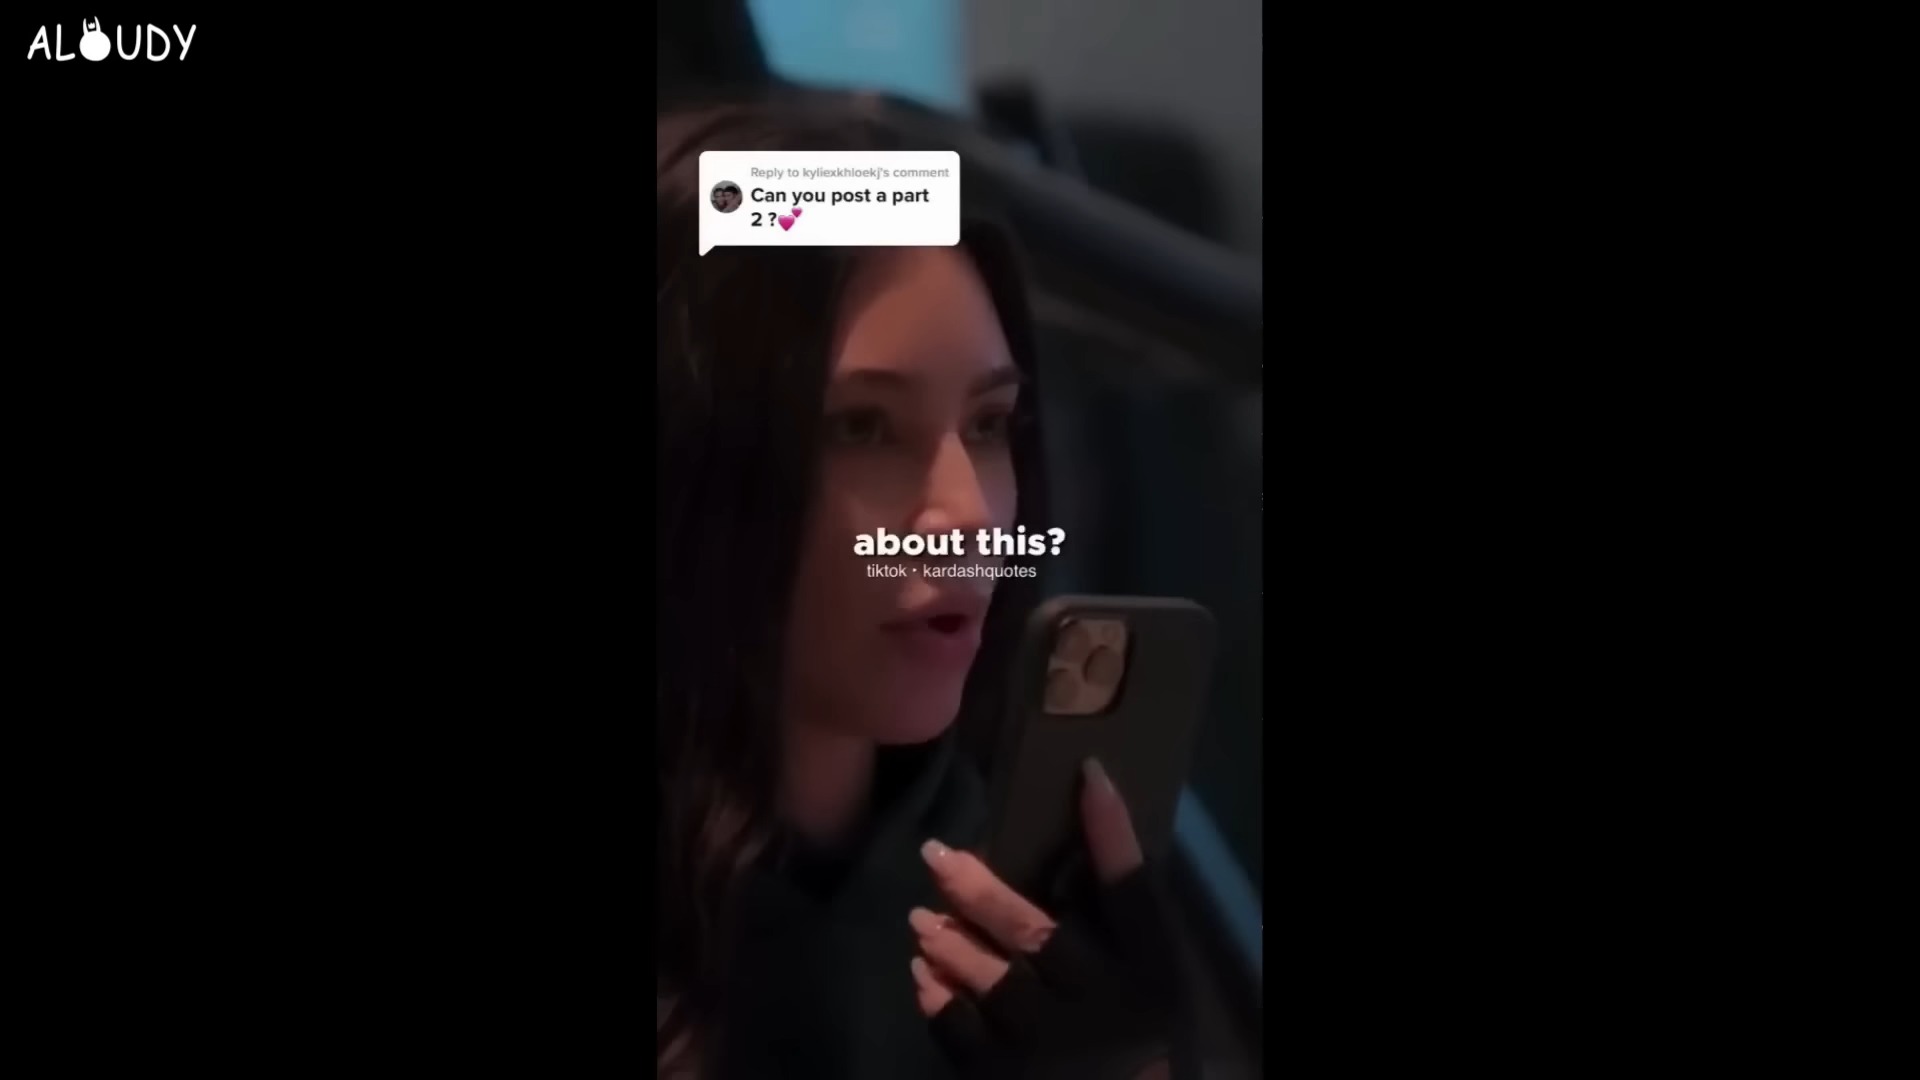 ALOUDY
Reply to kyliexkhloekj's comment
Can you post a part
2 ?💕
about this?
tiktok • kardashquotes